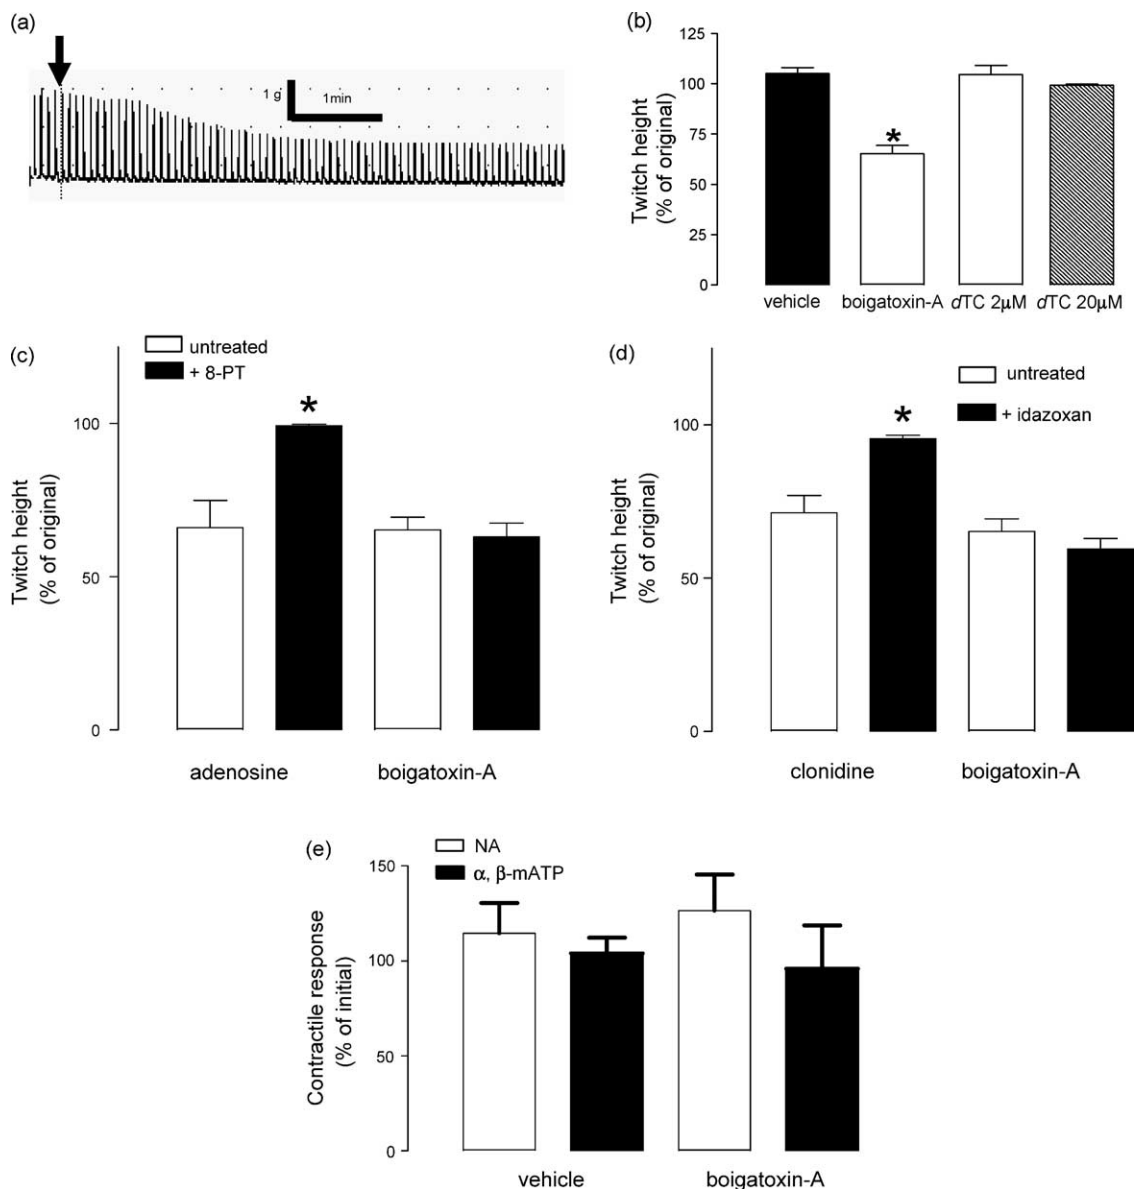 (a)
1 g
1min
(b)
125
100
75
50
25
0
Twitch height
(% of original)
*
vehicle
boigatoxin-A
dTC 2μM
dTC 20μM
(c)
untreated
+ 8-PT
*
100
50
0
Twitch height
(% of original)
adenosine
boigatoxin-A
(d)
untreated
+ idazoxan
*
100
50
0
Twitch height
(% of original)
clonidine
boigatoxin-A
(e)
NA
α, β-mATP
150
100
50
0
Contractile response
(% of initial)
vehicle
boigatoxin-A